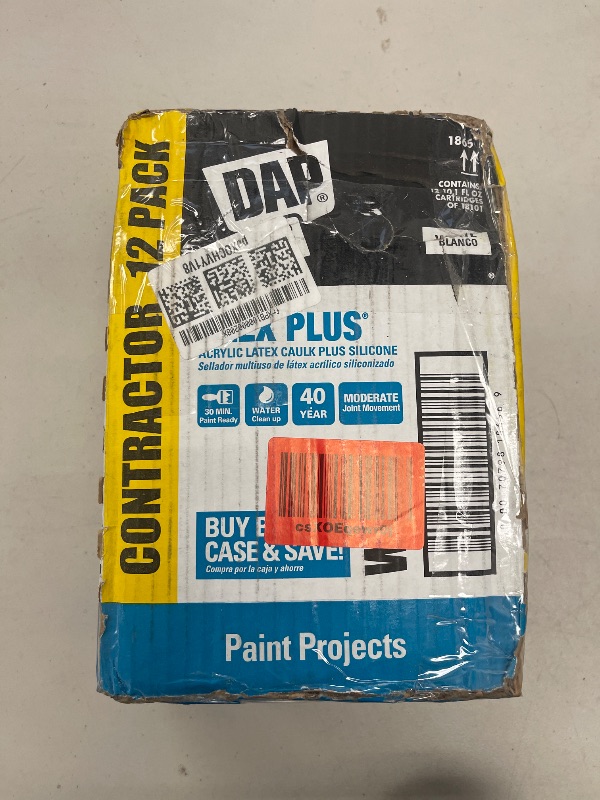 CONTRACTOR 12 PACK
DAP®
CONTAINS
12 10.1 FL OZ
CARTRIDGES
OF 18101
BLANCO
PLUS®
ACRYLIC LATEX CAULK PLUS SILICONE
Sellador multiuso de látex acrílico siliconizado
30 MIN.
Paint Ready
WATER
Clean up
40
YEAR
MODERATE
Joint Movement
BUY
CASE & SAVE!
Compra por la caja y ahorre
Paint Projects